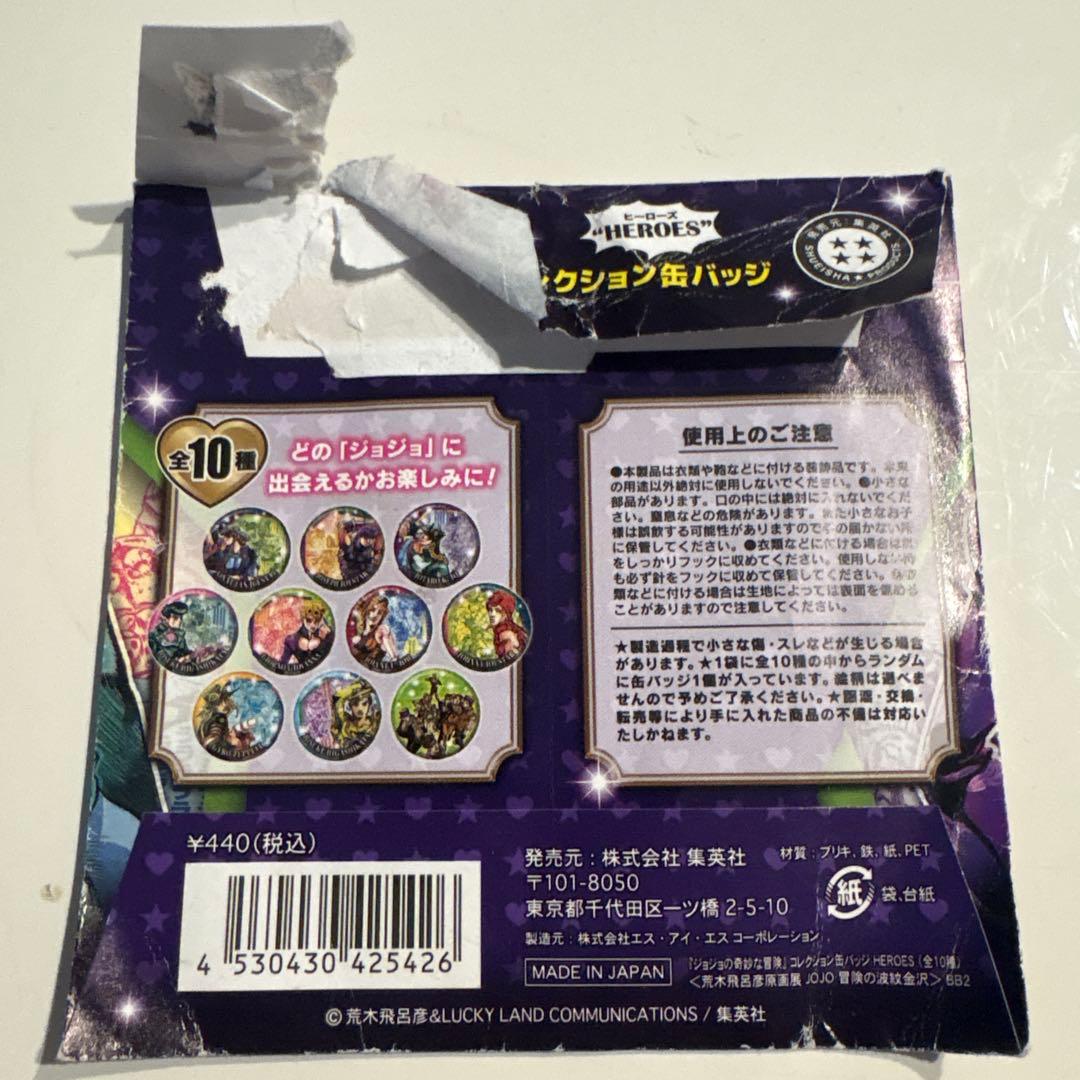 ヒーローズ
"HEROES"
クション缶バッジ
発売元：集英社
SHUEISHA★PRODUCTS
全10種
どの「ジョジョ」に
出会えるかお楽しみに！
使用上のご注意
●本製品は衣類や鞄などに付ける装飾品です。本来
の用途以外絶対に使用しないでください。●小さな
部品があります。口の中には絶対に入れないでくだ
さい。窒息などの危険があります。また小さなお子
様は誤飲する可能性がありますので手の届かない所
に保管してください。●衣類などに付ける場合は針
をしっかりフックに収めてください。使用しない時
も必ず針をフックに収めて保管してください。●衣
類などに付ける場合は生地によっては表面を傷める
ことがありますので注意してください。
★製造過程で小さな傷・スレなどが生じる場合
があります。★1袋に全10種の中からランダム
に缶バッジ1個が入っています。絵柄は選べま
せんので予めご了承ください。★譲渡・交換・
転売等により手に入れた商品の不備は対応い
たしかねます。
¥440(税込)
4 530430 425426
発売元：株式会社 集英社
〒101-8050
東京都千代田区一ツ橋 2-5-10
製造元：株式会社エス・アイ・エス コーポレーション
MADE IN JAPAN
材質：ブリキ, 鉄, 紙, PET
紙
袋、台紙
『ジョジョの奇妙な冒険』コレクション缶バッジ HEROES（全10種）
＜荒木飛呂彦原画展 JOJO 冒険の波紋金沢＞ BB2
©荒木飛呂彦&LUCKY LAND COMMUNICATIONS / 集英社